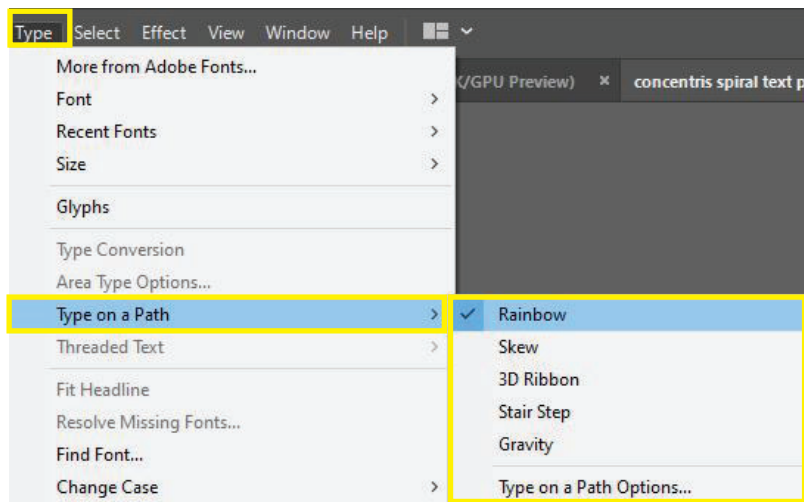 Type Select Effect View Window Help
More from Adobe Fonts...
(/GPU Preview) × concentris spiral text p
Font
Recent Fonts
Size
Glyphs
Type Conversion
Area Type Options...
Type on a Path
Rainbow
Threaded Text
Skew
3D Ribbon
Fit Headline
Stair Step
Resolve Missing Fonts...
Gravity
Find Font...
Change Case
Type on a Path Options...